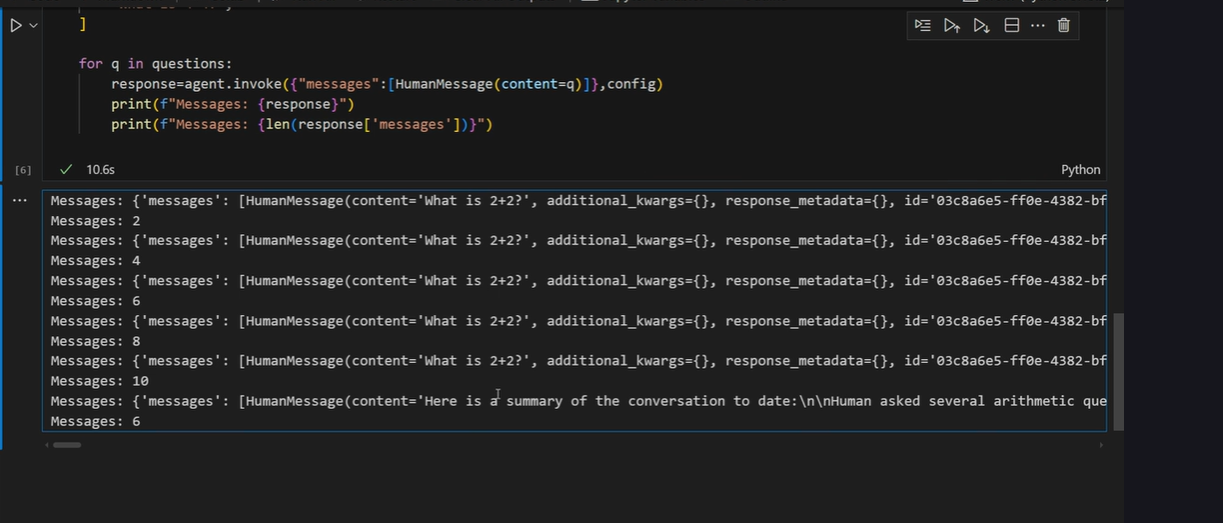 ]
for q in questions:
response=agent.invoke({"messages":[HumanMessage(content=q)]},config)
print(f"Messages: {response}")
print(f"Messages: {len(response['messages'])}")
[6]
10.6s
Python
Messages: {'messages': [HumanMessage(content='What is 2+2?', additional_kwargs={}, response_metadata={}, id='03c8a6e5-ff0e-4382-bf
Messages: 2
Messages: {'messages': [HumanMessage(content='What is 2+2?', additional_kwargs={}, response_metadata={}, id='03c8a6e5-ff0e-4382-bf
Messages: 4
Messages: {'messages': [HumanMessage(content='What is 2+2?', additional_kwargs={}, response_metadata={}, id='03c8a6e5-ff0e-4382-bf
Messages: 6
Messages: {'messages': [HumanMessage(content='What is 2+2?', additional_kwargs={}, response_metadata={}, id='03c8a6e5-ff0e-4382-bf
Messages: 8
Messages: {'messages': [HumanMessage(content='What is 2+2?', additional_kwargs={}, response_metadata={}, id='03c8a6e5-ff0e-4382-bf
Messages: 10
Messages: {'messages': [HumanMessage(content='Here is a summary of the conversation to date:\n\nHuman asked several arithmetic que
Messages: 6